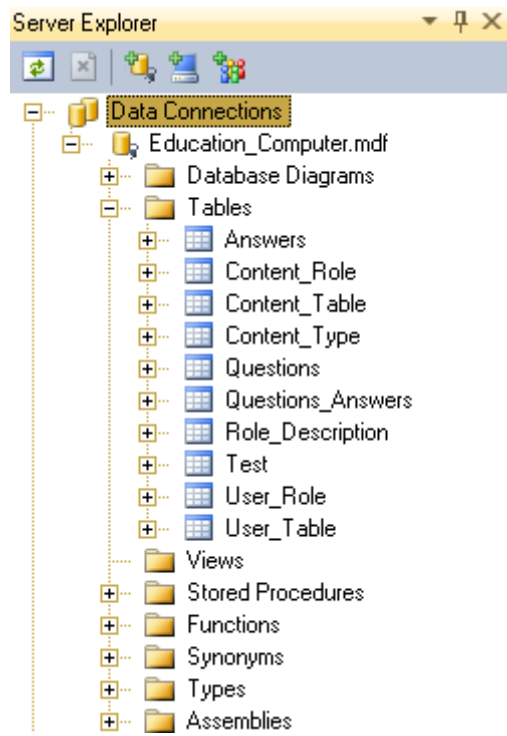 Server Explorer
Data Connections
Education_Computer.mdf
Database Diagrams
Tables
Answers
Content_Role
Content_Table
Content_Type
Questions
Questions_Answers
Role_Description
Test
User_Role
User_Table
Views
Stored Procedures
Functions
Synonyms
Types
Assemblies